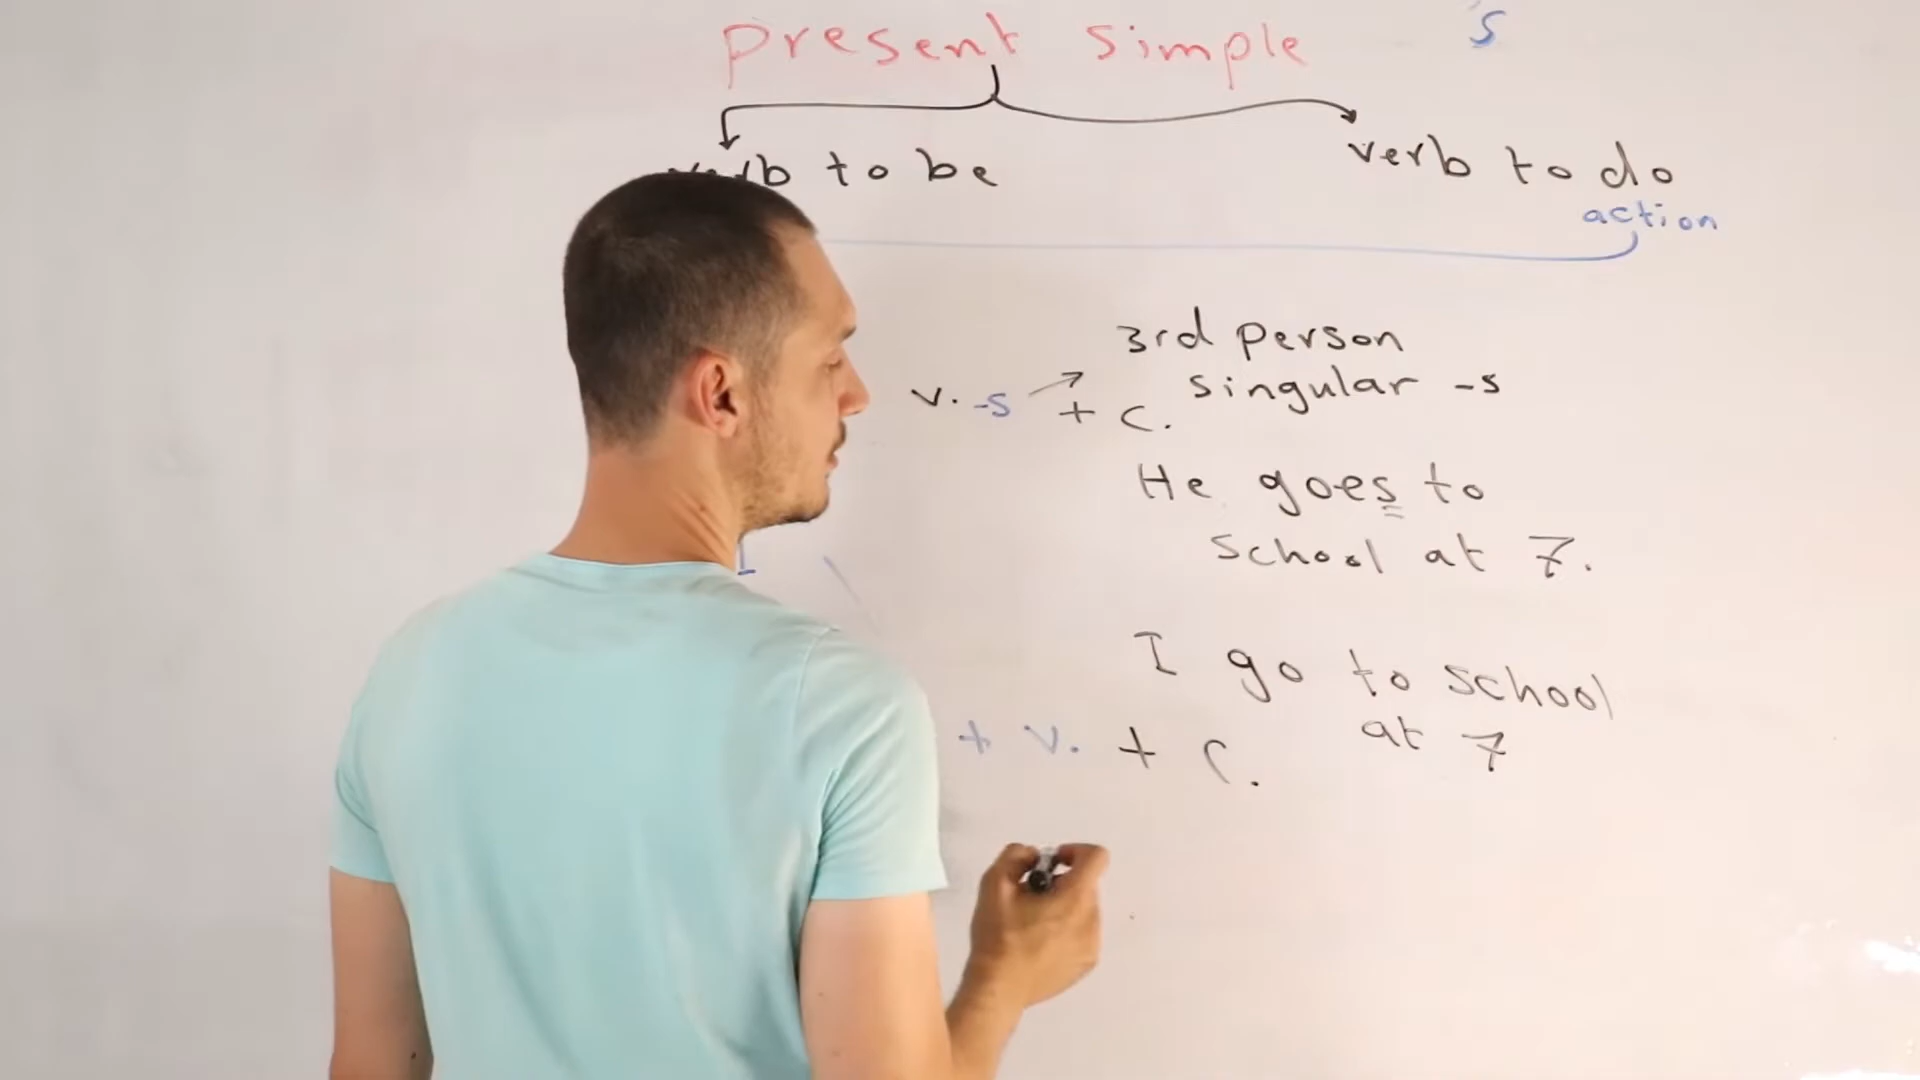 present simple 's
verb to be
verb to do
action
3rd person
singular -s
v. -s + c.
He goes to
school at 7.
I
I go to school
at 7
+ v. + c.